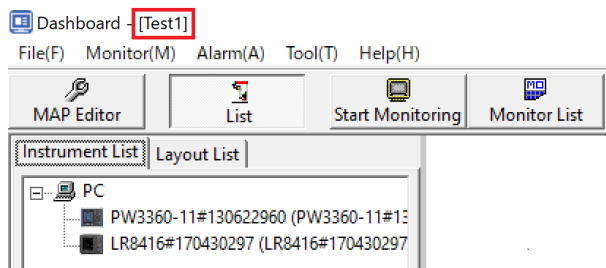 Dashboard - [Test1]
File(F) Monitor(M) Alarm(A) Tool(T) Help(H)
MAP Editor List Start Monitoring Monitor List
Instrument List Layout List
PC
PW3360-11#130622960 (PW3360-11#13
LR8416#170430297 (LR8416#170430297